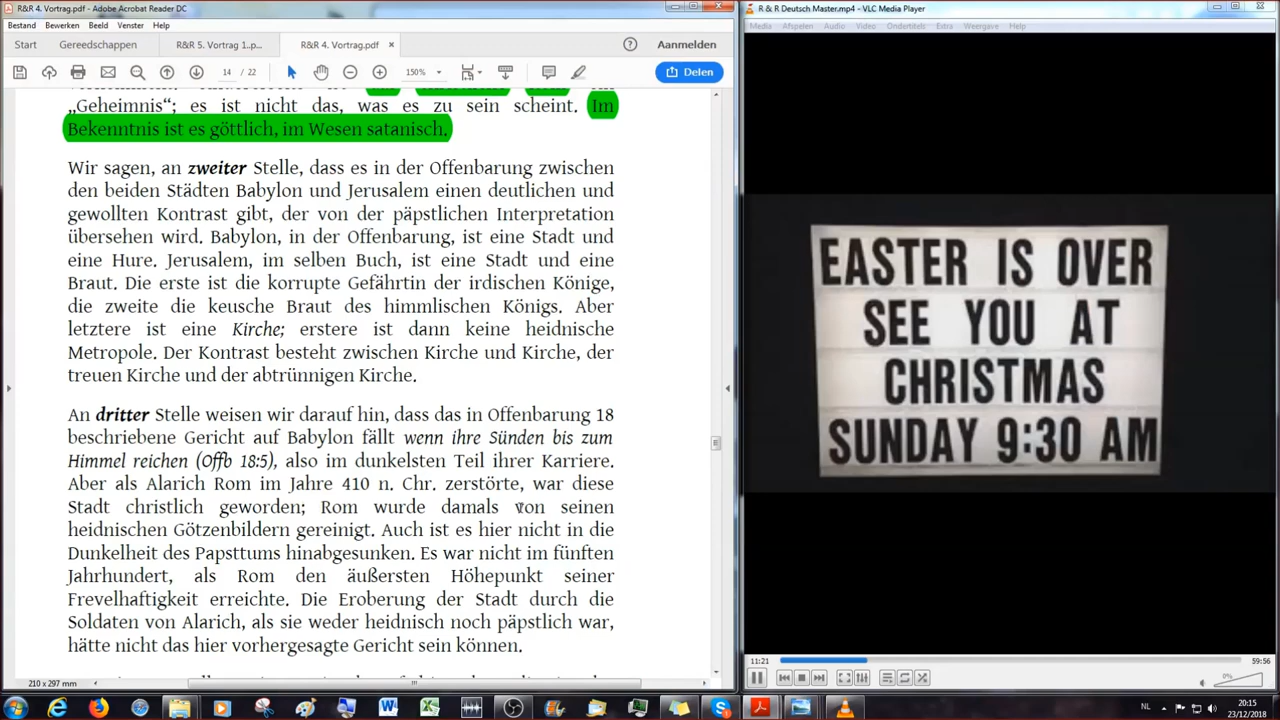 R&R 4. Vortrag.pdf - Adobe Acrobat Reader DC
Bestand Bewerken Beeld Venster Help
Start Gereedschappen R&R 5. Vortrag 1..p... R&R 4. Vortrag.pdf × Aanmelden
14 / 22 150% Delen
„Geheimnis“; es ist nicht das, was es zu sein scheint. Im
Bekenntnis ist es göttlich, im Wesen satanisch.
Wir sagen, an zweiter Stelle, dass es in der Offenbarung zwischen
den beiden Städten Babylon und Jerusalem einen deutlichen und
gewollten Kontrast gibt, der von der päpstlichen Interpretation
übersehen wird. Babylon, in der Offenbarung, ist eine Stadt und
eine Hure. Jerusalem, im selben Buch, ist eine Stadt und eine
Braut. Die erste ist die korrupte Gefährtin der irdischen Könige,
die zweite die keusche Braut des himmlischen Königs. Aber
letztere ist eine Kirche; erstere ist dann keine heidnische
Metropole. Der Kontrast besteht zwischen Kirche und Kirche, der
treuen Kirche und der abtrünnigen Kirche.
An dritter Stelle weisen wir darauf hin, dass das in Offenbarung 18
beschriebene Gericht auf Babylon fällt wenn ihre Sünden bis zum
Himmel reichen (Offb 18:5), also im dunkelsten Teil ihrer Karriere.
Aber als Alarich Rom im Jahre 410 n. Chr. zerstörte, war diese
Stadt christlich geworden; Rom wurde damals von seinen
heidnischen Götzenbildern gereinigt. Auch ist es hier nicht in die
Dunkelheit des Papsttums hinabgesunken. Es war nicht im fünften
Jahrhundert, als Rom den äußersten Höhepunkt seiner
Frevelhaftigkeit erreichte. Die Eroberung der Stadt durch die
Soldaten von Alarich, als sie weder heidnisch noch päpstlich war,
hätte nicht das hier vorhergesagte Gericht sein können.
210 x 297 mm
R & R Deutsch Master.mp4 - VLC Media Player
Media Afspelen Audio Video Ondertitels Extra Weergave Help
EASTER IS OVER
SEE YOU AT
CHRISTMAS
SUNDAY 9:30 AM
11:21 59:56
0%
NL 20:15
23/12/2018